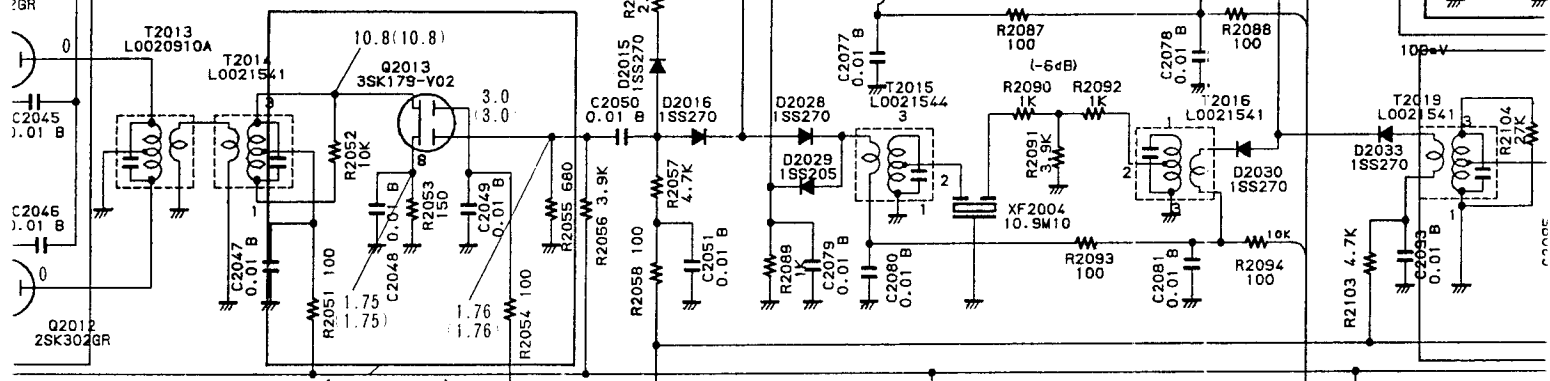 2GR
0
T2013
L0020910A
C2045
0.01 B
C2046
0.01 B
0
Q2012
2SK302GR
T2014
L0021541
3
1
10.8(10.8)
Q2013
3SK179-Y02
3.0
(3.0)
8
R2052
10K
C2047
0.01 B
R2051 100
C2048 0.01 B
R2053
150
C2049
0.01 B
1.75
(1.75)
1.76
(1.76)
R2054 100
R2055 680
R2056 3.9K
C2050
0.01 B
D2015
1SS270
D2016
1SS270
R2057
4.7K
R2058 100
C2051
0.01 B
D2028
1SS270
D2029
1SS205
R2089
1K
C2079
0.01 B
C2077
0.01 B
T2015
L0021544
3
2
1
C2080
0.01 B
R2087
100
(-6dB)
R2090
1K
R2092
1K
R2091
3.9K
XF2004
10.9M10
R2093
100
C2078
0.01 B
R2088
100
T2016
L0021541
1
2
3
D2030
1SS270
C2081
0.01 B
10K
R2094
100
100mV
T2019
L0021541
D2033
1SS270
3
1
R2104
27K
R2103 4.7K
C2093
0.01 B